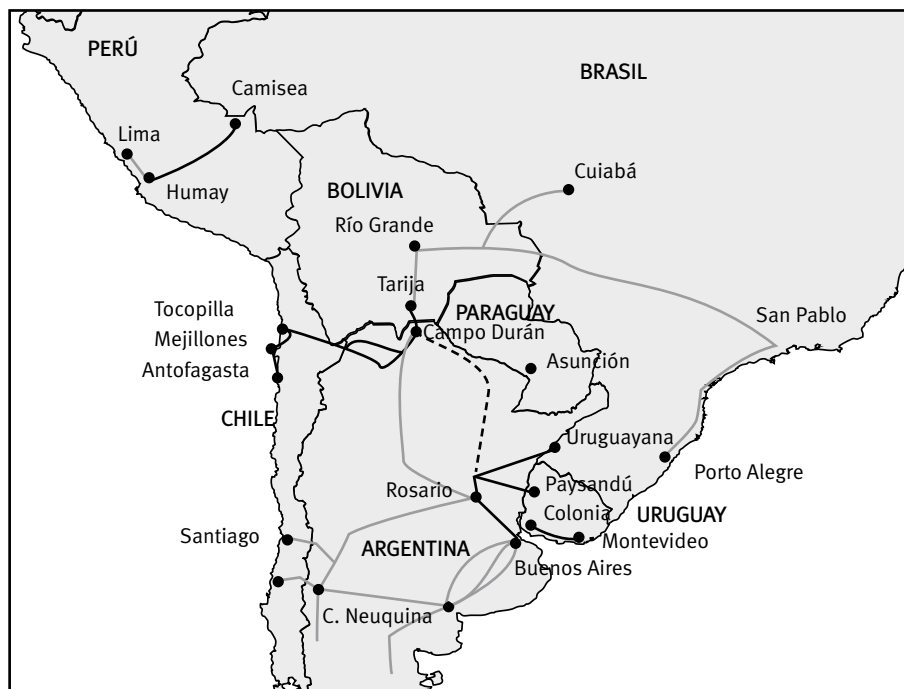 PERÚ
BRASIL
Camisea
Lima
Humay
Cuiabá
BOLIVIA
Río Grande
Tarija
PARAGUAY
Tocopilla
Campo Durán
San Pablo
Mejillones
Antofagasta
Asunción
CHILE
Uruguayana
Porto Alegre
Rosario
Paysandú
Colonia
URUGUAY
Santiago
ARGENTINA
Montevideo
Buenos Aires
C. Neuquina